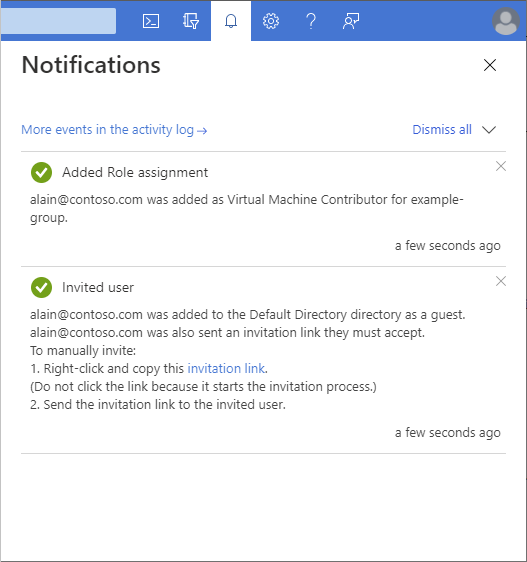 Notifications
More events in the activity log →
Dismiss all
Added Role assignment
alain@contoso.com was added as Virtual Machine Contributor for example-
group.
a few seconds ago
Invited user
alain@contoso.com was added to the Default Directory directory as a guest.
alain@contoso.com was also sent an invitation link they must accept.
To manually invite:
1. Right-click and copy this invitation link.
(Do not click the link because it starts the invitation process.)
2. Send the invitation link to the invited user.
a few seconds ago